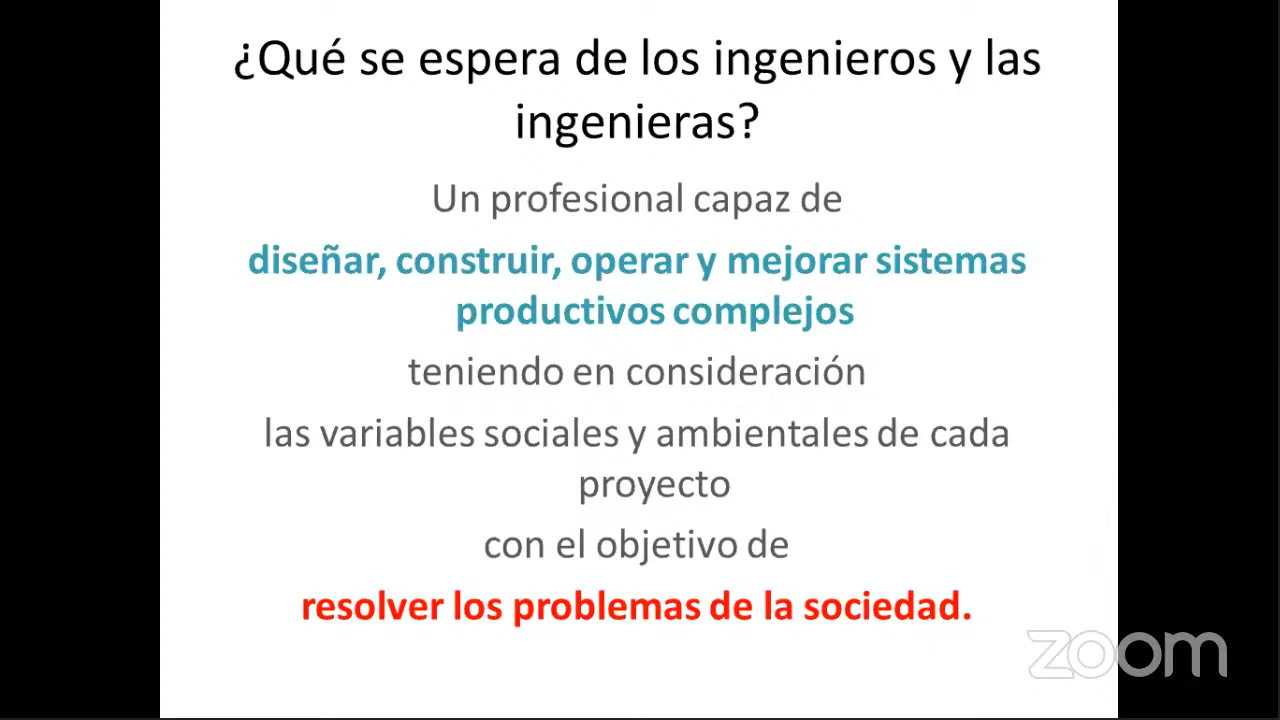 ¿Qué se espera de los ingenieros y las
ingenieras?
Un profesional capaz de
diseñar, construir, operar y mejorar sistemas
productivos complejos
teniendo en consideración
las variables sociales y ambientales de cada
proyecto
con el objetivo de
resolver los problemas de la sociedad.
zoom